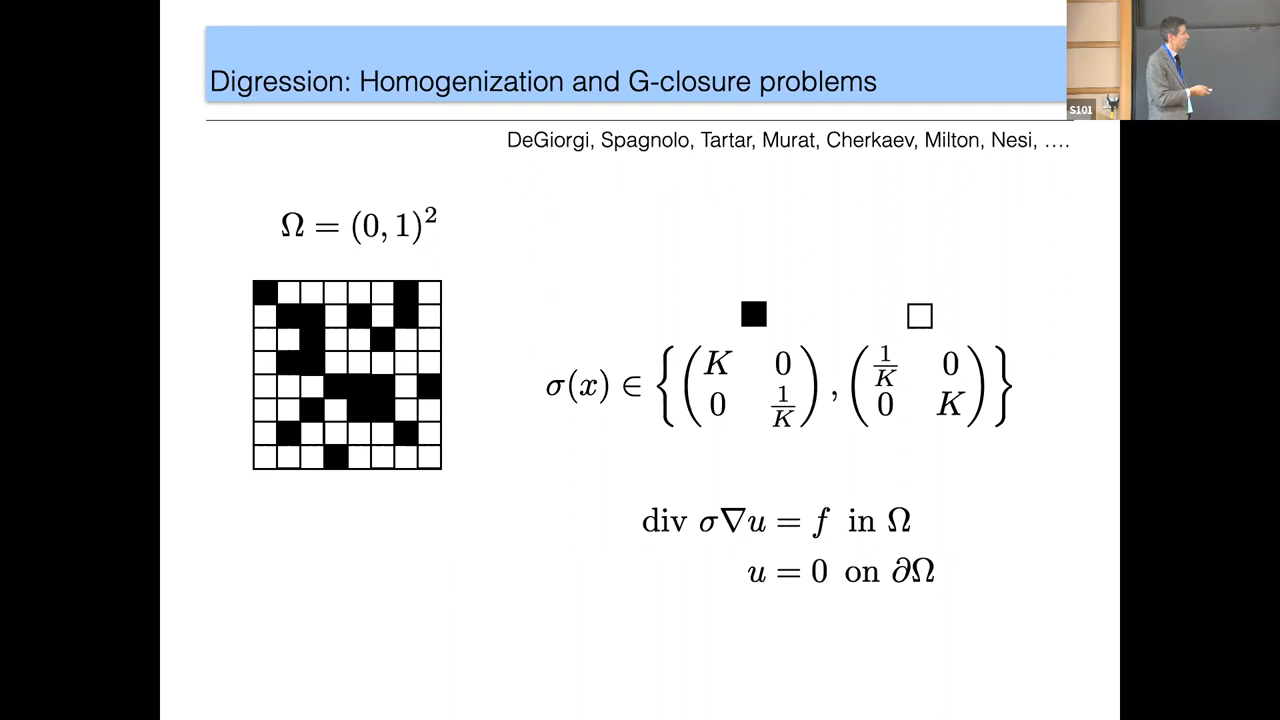 Digression: Homogenization and G-closure problems
S101
DeGiorgi, Spagnolo, Tartar, Murat, Cherkaev, Milton, Nesi, ....
Ω = (0, 1)²
σ(x) ∈ { ( K 0 ; 0 1/K ) , ( 1/K 0 ; 0 K ) }
div σ∇u = f in Ω
u = 0 on ∂Ω